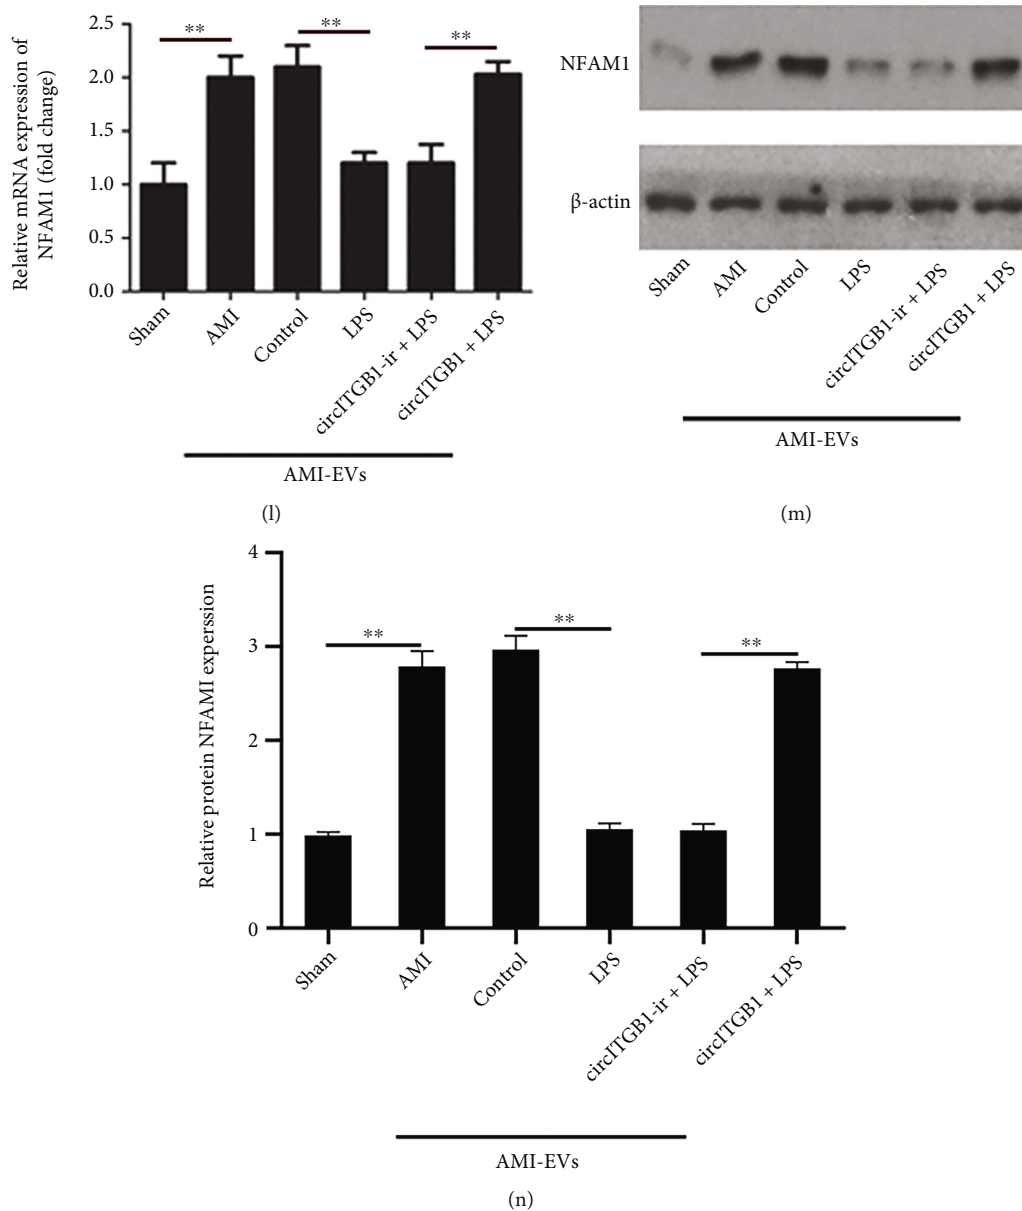 Relative mRNA expression of
NFAM1 (fold change)
2.5
2.0
1.5
1.0
0.5
0.0
**
**
**
Sham
AMI
Control
LPS
circITGB1-ir + LPS
circITGB1 + LPS
AMI-EVs
(l)
NFAM1
β-actin
Sham
AMI
Control
LPS
circITGB1-ir + LPS
circITGB1 + LPS
AMI-EVs
(m)
Relative protein NFAMI experssion
4
3
2
1
0
**
**
**
Sham
AMI
Control
LPS
circITGB1-ir + LPS
circITGB1 + LPS
AMI-EVs
(n)